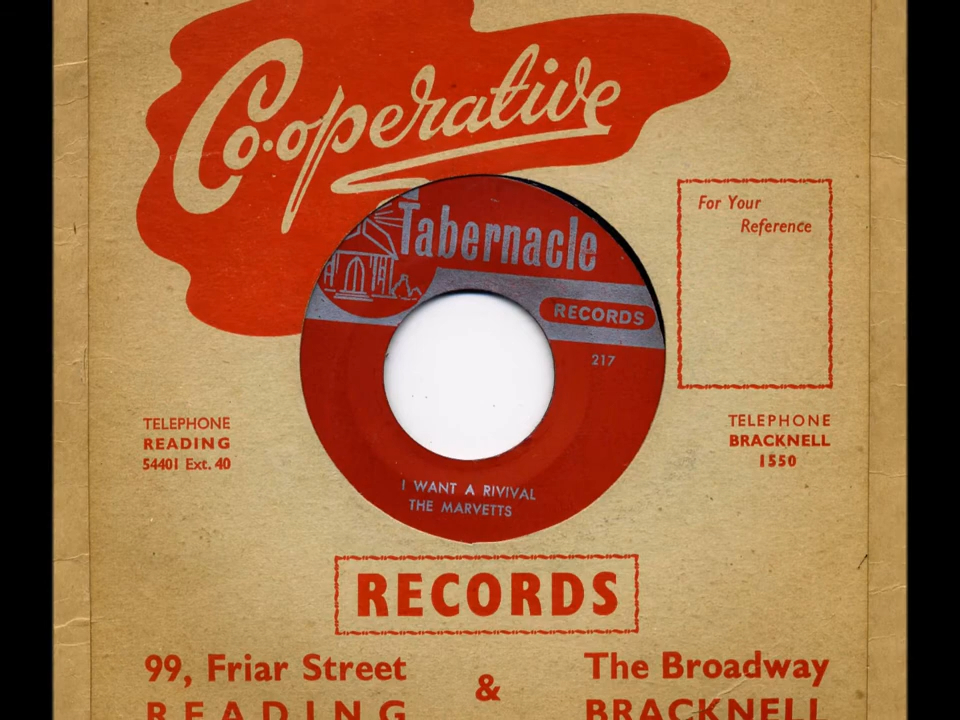 Co-operative
Tabernacle
RECORDS
217
I WANT A RIVIVAL
THE MARVETTS
For Your
Reference
TELEPHONE
READING
54401 Ext. 40
TELEPHONE
BRACKNELL
1550
RECORDS
99, Friar Street
READING
&
The Broadway
BRACKNELL